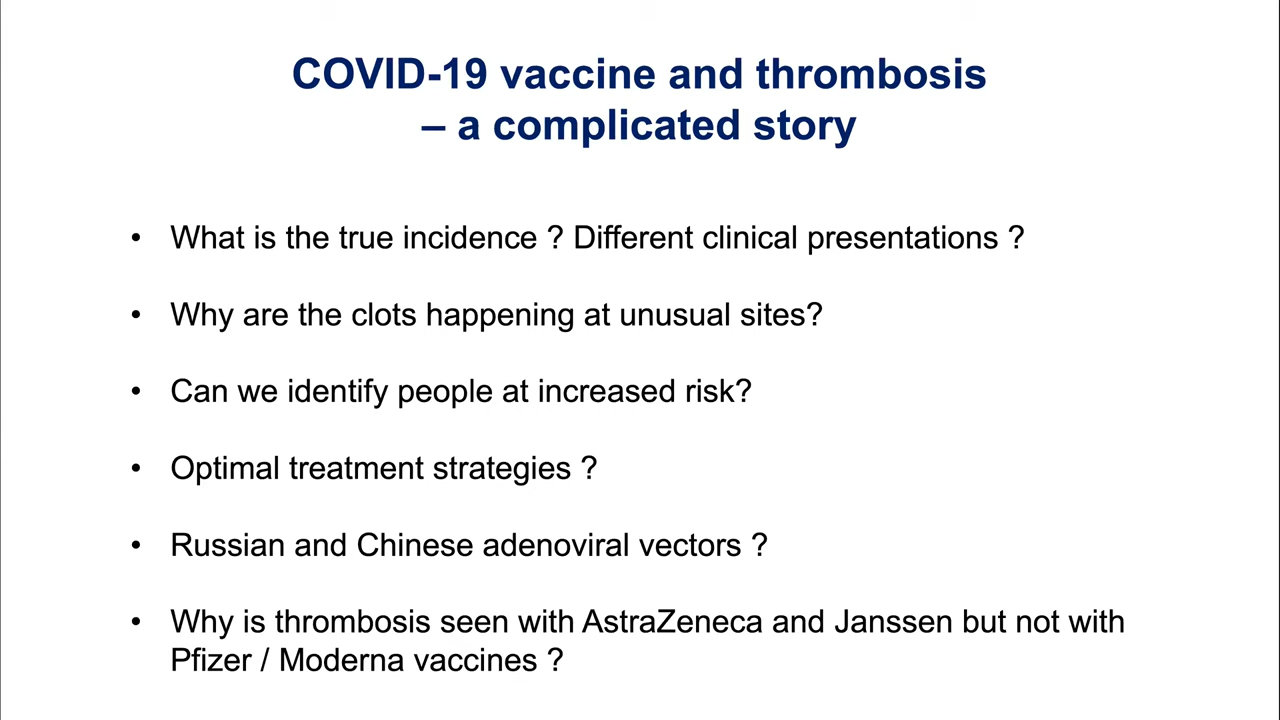 COVID-19 vaccine and thrombosis
– a complicated story
• What is the true incidence ? Different clinical presentations ?
• Why are the clots happening at unusual sites?
• Can we identify people at increased risk?
• Optimal treatment strategies ?
• Russian and Chinese adenoviral vectors ?
• Why is thrombosis seen with AstraZeneca and Janssen but not with
Pfizer / Moderna vaccines ?